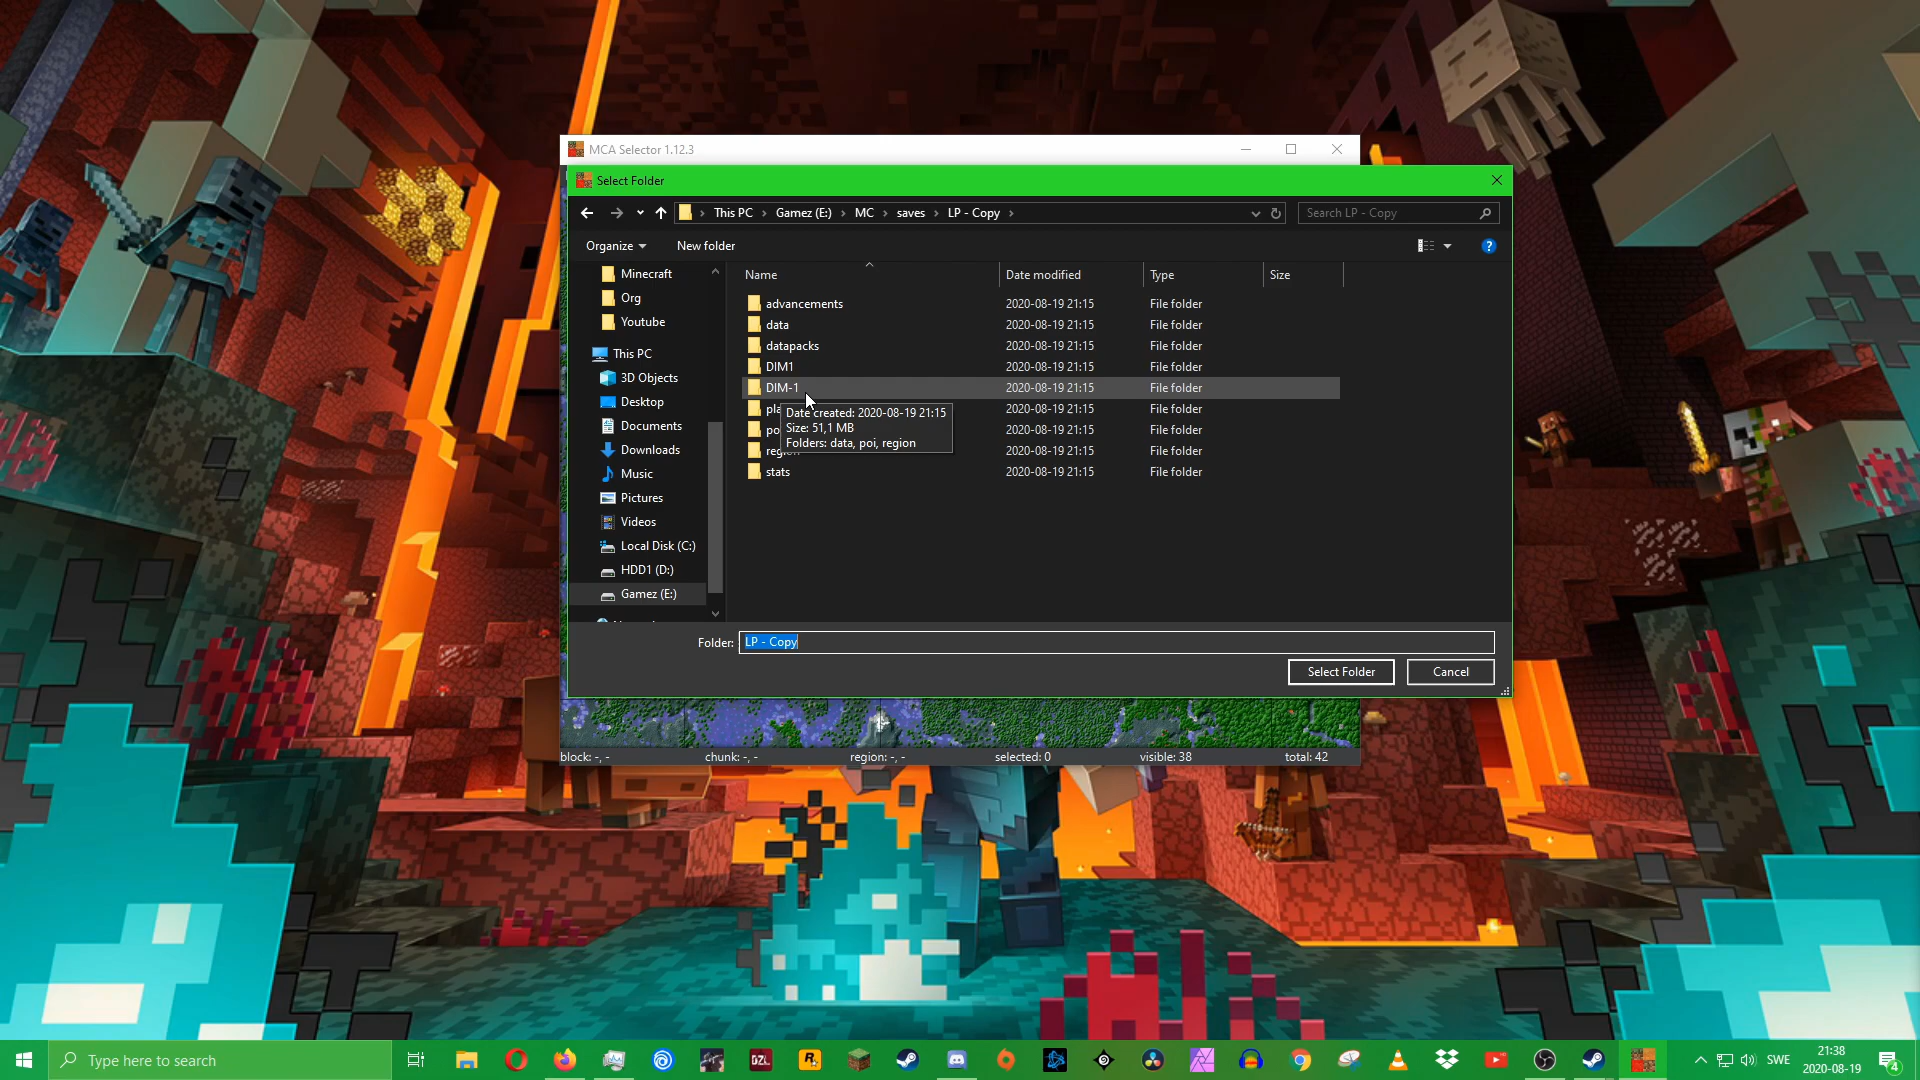 MCA Selector 1.12.3
Select Folder
This PC > Gamez (E:) > MC > saves > LP - Copy >
Search LP - Copy
Organize
New folder
?
Minecraft
Org
Youtube
This PC
3D Objects
Desktop
Documents
Downloads
Music
Pictures
Videos
Local Disk (C:)
HDD1 (D:)
Gamez (E:)
Name Date modified Type Size
advancements 2020-08-19 21:15 File folder
data 2020-08-19 21:15 File folder
datapacks 2020-08-19 21:15 File folder
DIM1 2020-08-19 21:15 File folder
DIM-1 2020-08-19 21:15 File folder
2020-08-19 21:15 File folder
2020-08-19 21:15 File folder
2020-08-19 21:15 File folder
stats 2020-08-19 21:15 File folder
Date created: 2020-08-19 21:15
Size: 51,1 MB
Folders: data, poi, region
Folder: LP - Copy
Select Folder Cancel
block: -, - chunk: -, - region: -, - selected: 0 visible: 38 total: 42
Type here to search
DZL
SWE
21:38
2020-08-19
4